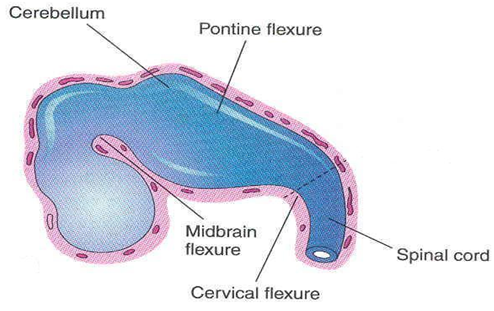 Cerebellum
Pontine flexure
Midbrain
flexure
Spinal cord
Cervical flexure